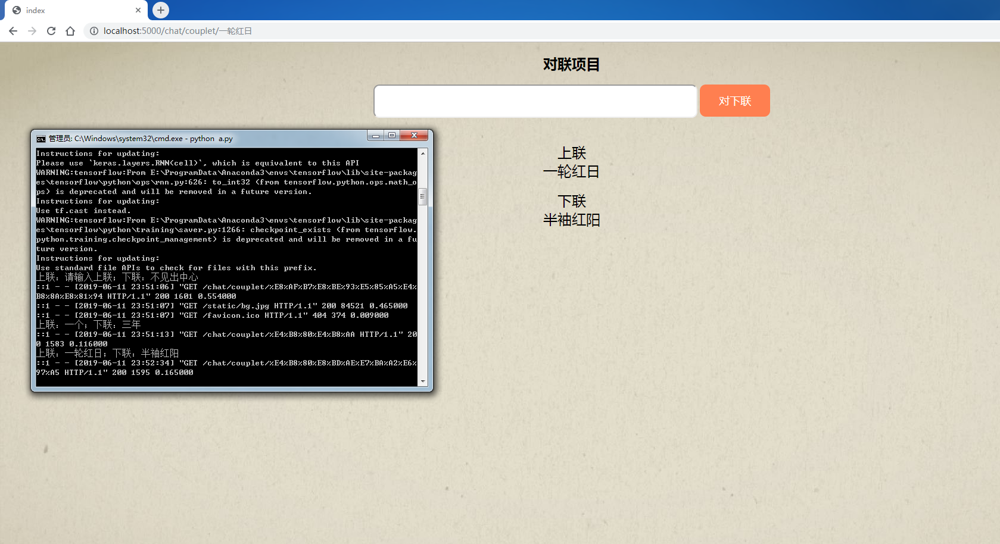 index
localhost:5000/chat/couplet/一轮红日
对联项目
对下联
上联
一轮红日
下联
半袖红阳
管理员: C:\Windows\system32\cmd.exe - python  a.py
Instructions for updating:
Please use `keras.layers.RNN(cell)`, which is equivalent to this API
WARNING:tensorflow:From E:\ProgramData\Anaconda3\envs\tensorflow\lib\site-packag
es\tensorflow\python\ops\rnn.py:626: to_int32 (from tensorflow.python.ops.math_o
ps) is deprecated and will be removed in a future version.
Instructions for updating:
Use tf.cast instead.
WARNING:tensorflow:From E:\ProgramData\Anaconda3\envs\tensorflow\lib\site-packag
es\tensorflow\python\training\saver.py:1266: checkpoint_exists (from tensorflow.
python.training.checkpoint_management) is deprecated and will be removed in a fu
ture version.
Instructions for updating:
Use standard file APIs to check for files with this prefix.
上联：请输入上联；下联：不见出中心
::1 - - [2019-06-11 23:51:06] "GET /chat/couplet/%E8%AF%B7%E8%BE%93%E5%85%A5%E4%
B8%8A%E8%81%94 HTTP/1.1" 200 1601 0.554000
::1 - - [2019-06-11 23:51:07] "GET /static/bg.jpg HTTP/1.1" 200 84521 0.465000
::1 - - [2019-06-11 23:51:07] "GET /favicon.ico HTTP/1.1" 404 374 0.009000
上联：一个；下联：三年
::1 - - [2019-06-11 23:51:13] "GET /chat/couplet/%E4%B8%80%E4%B8%AA HTTP/1.1" 20
0 1583 0.116000
上联：一轮红日；下联：半袖红阳
::1 - - [2019-06-11 23:52:34] "GET /chat/couplet/%E4%B8%80%E8%BD%AE%E7%BA%A2%E6%
97%A5 HTTP/1.1" 200 1595 0.165000